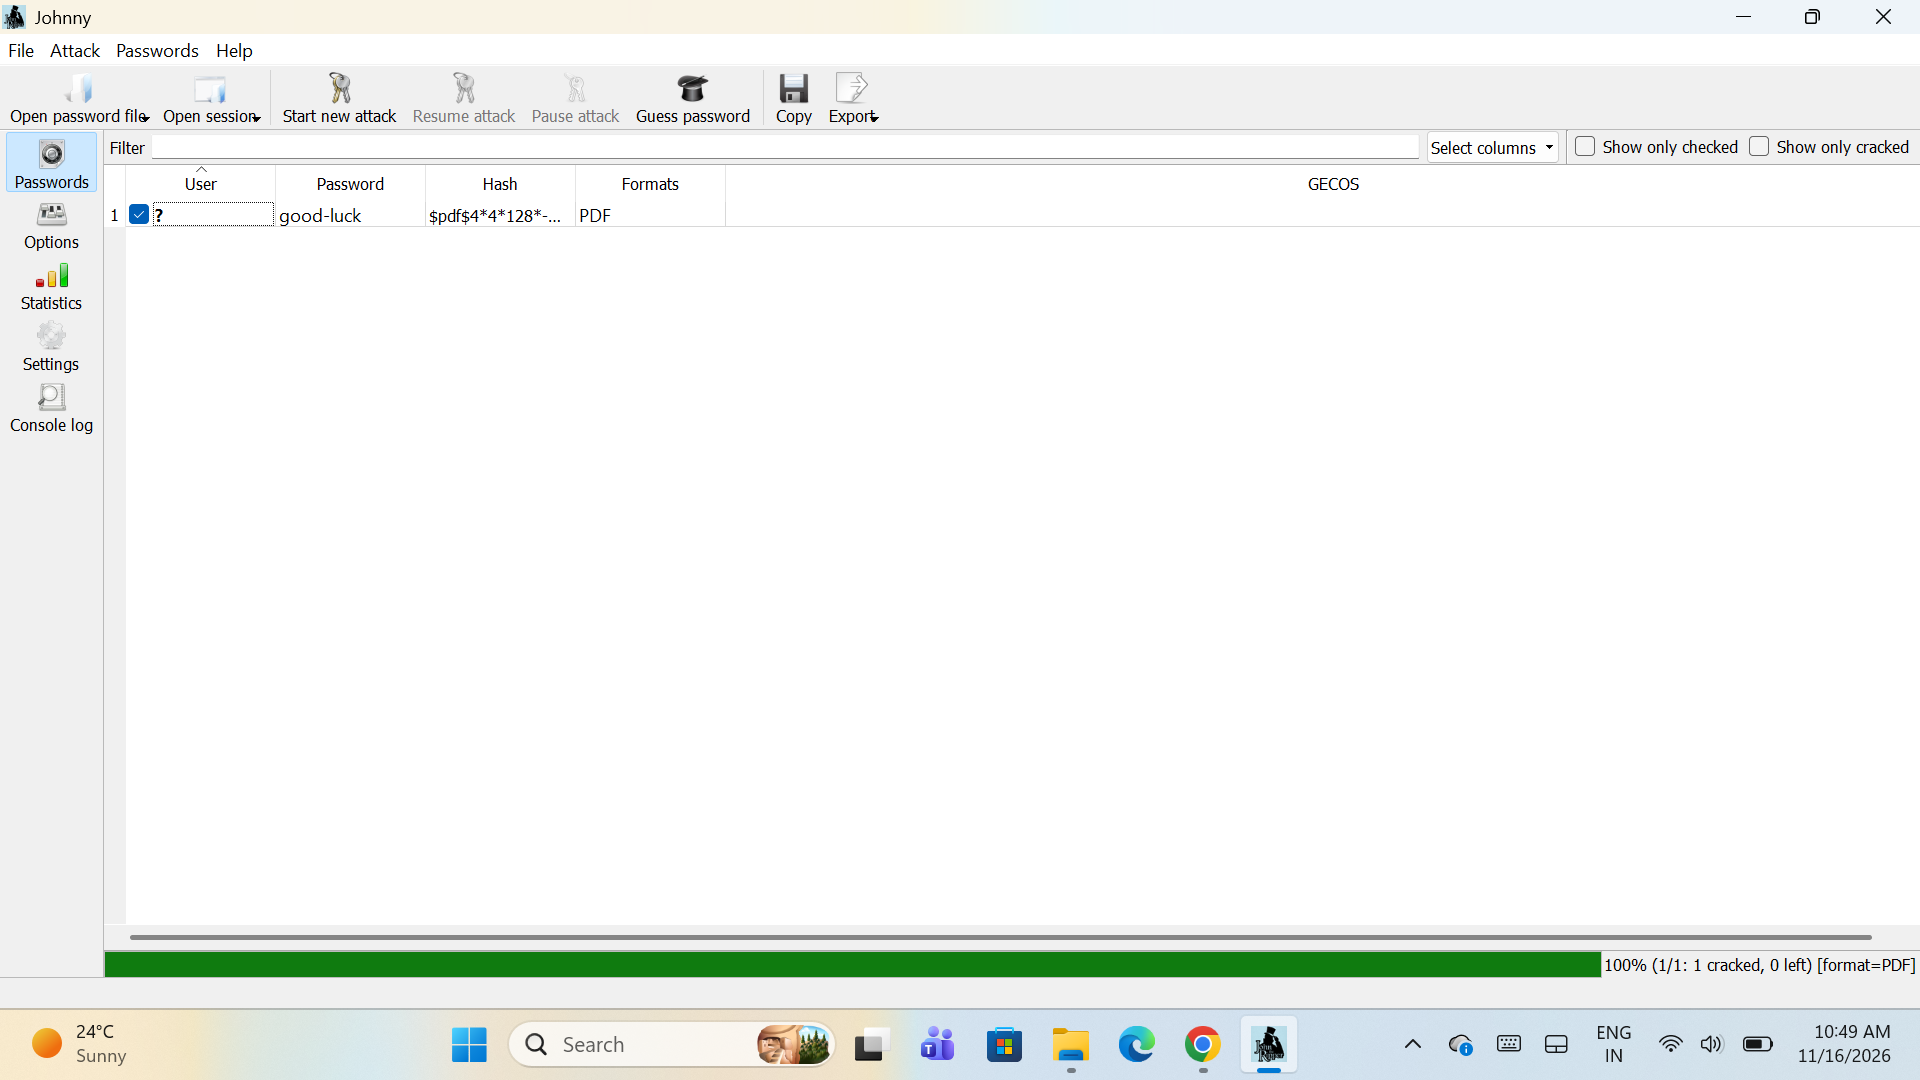 Johnny
File Attack Passwords Help
Open password file Open session Start new attack Resume attack Pause attack Guess password Copy Export
Passwords
Options
Statistics
Settings
Console log
Filter Select columns Show only checked Show only cracked
User Password Hash Formats GECOS
1 ? good-luck $pdf$4*4*128*-... PDF
100% (1/1: 1 cracked, 0 left) [format=PDF]
24°C
Sunny
Search
ENG
IN
10:49 AM
11/16/2026